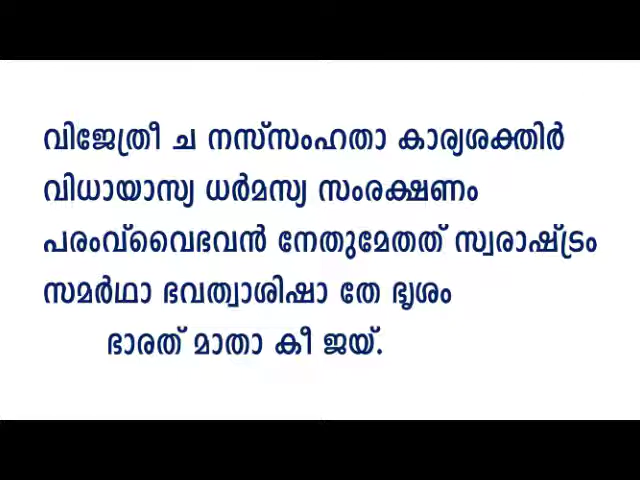 വിജേത്രീ ച നസ്സംഹതാ കാര്യശക്തിർ
വിധായാസ്യ ധർമസ്യ സംരക്ഷണം
പരംവ്വൈഭവൻ നേതുമേതത് സ്വരാഷ്ട്രം
സമർഥാ ഭവത്വാശിഷാ തേ ഭൃശം
ഭാരത് മാതാ കീ ജയ്.